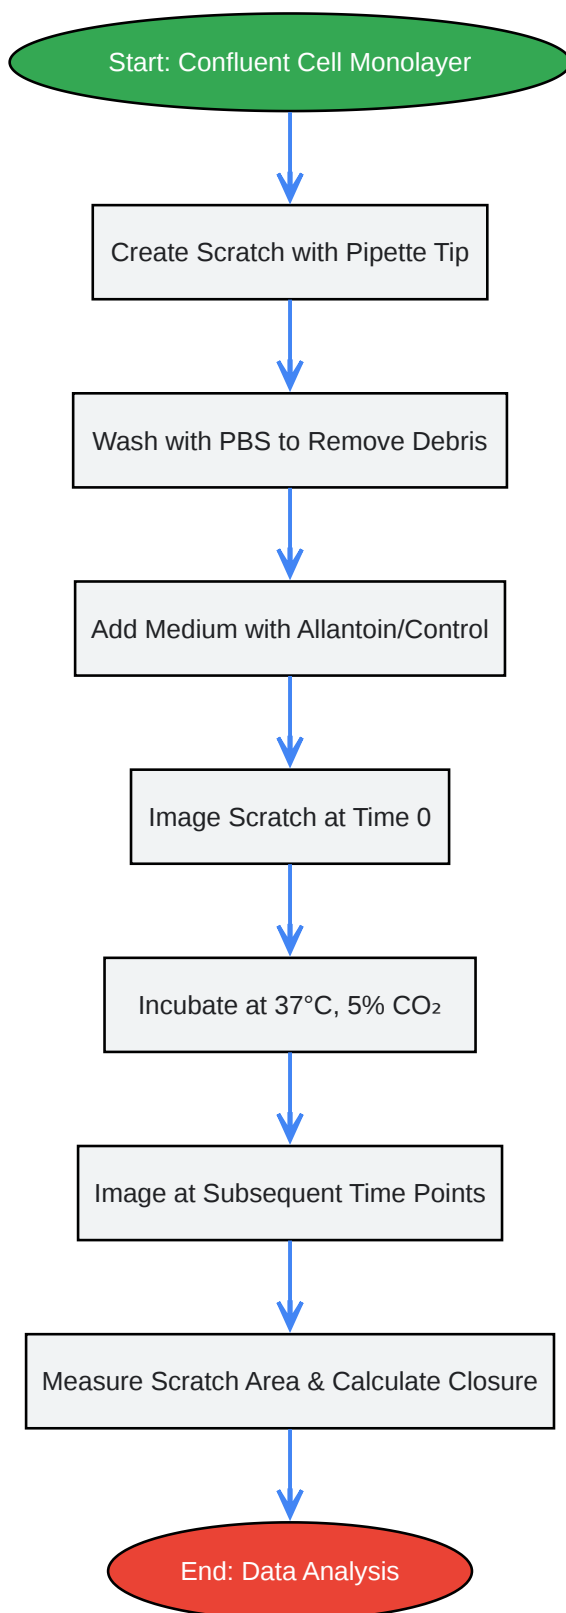 Start: Confluent Cell Monolayer
Create Scratch with Pipette Tip
Wash with PBS to Remove Debris
Add Medium with Allantoin/Control
Image Scratch at Time 0
Incubate at 37°C, 5% CO₂
Image at Subsequent Time Points
Measure Scratch Area & Calculate Closure
End: Data Analysis